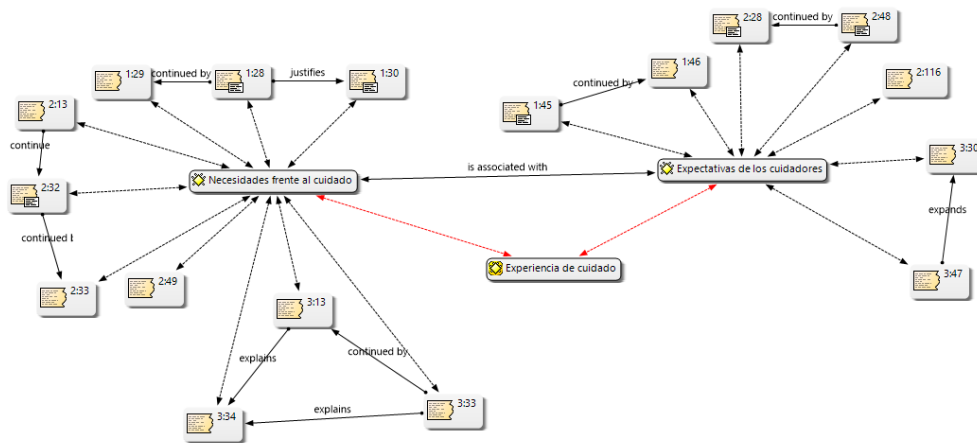 2:28
continued by
2:48
1:29
continued by
1:28
justifies
1:30
1:46
continued by
2:116
2:13
1:45
continue
3:30
is associated with
Necesidades frente al cuidado
Expectativas de los cuidadores
2:32
expands
continued b
Experiencia de cuidado
2:33
2:49
3:47
3:13
continued by
explains
3:34
explains
3:33